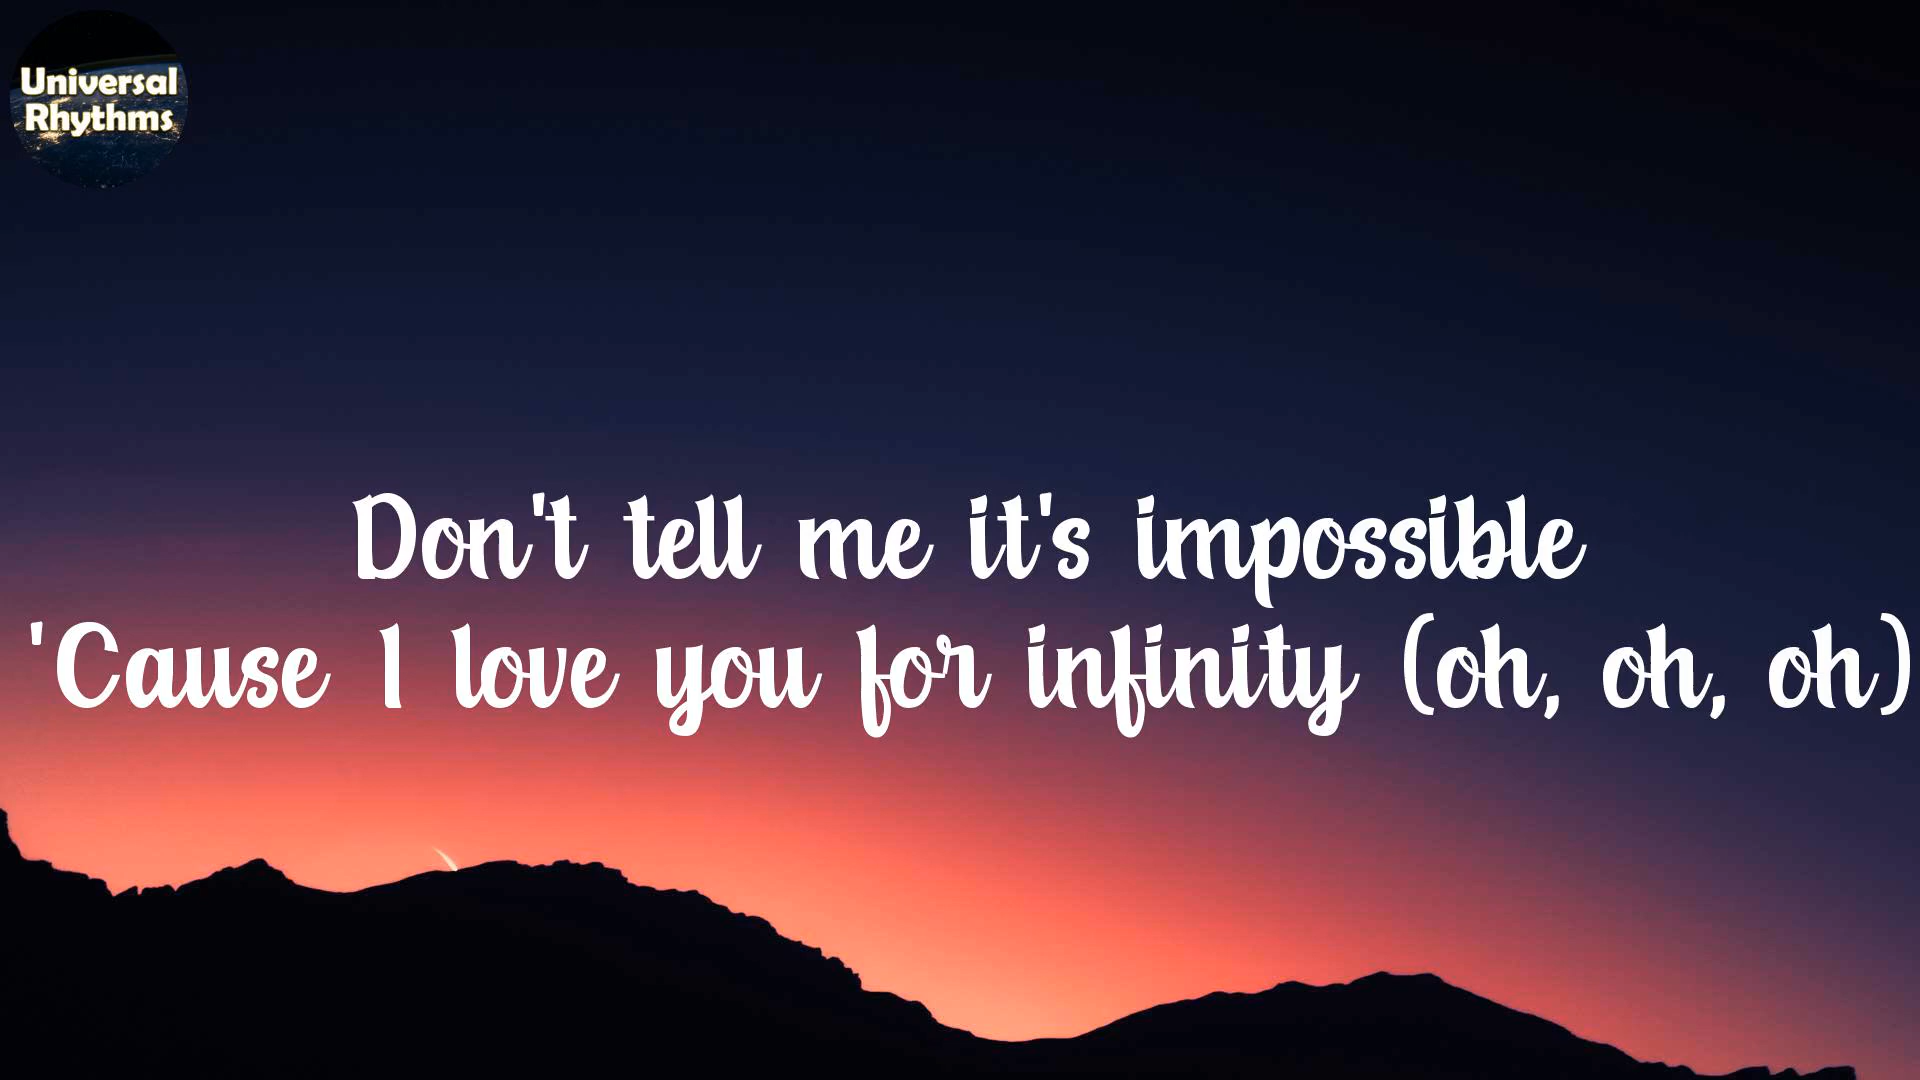 Universal
Rhythms
Don't tell me it's impossible
'Cause I love you for infinity (oh, oh, oh)